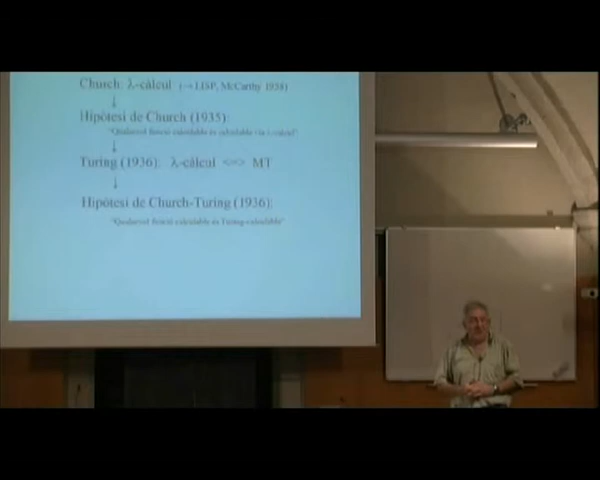 Church: λ-càlcul (→ LISP, McCarthy 1958)
↓
Hipòtesi de Church (1935):
"Qualsevol funció calculable és calculable via λ-càlcul"
↓
Turing (1936): λ-càlcul <=> MT
↓
Hipòtesi de Church-Turing (1936):
"Qualsevol funció calculable és Turing-calculable"